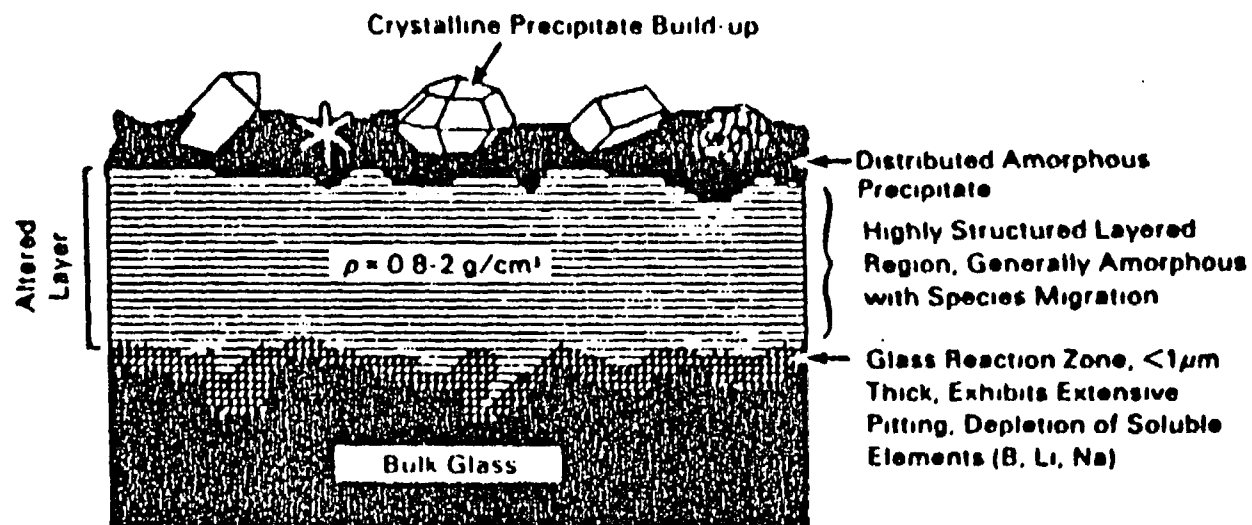 Crystalline Precipitate Build-up
Distributed Amorphous
Precipitate
Altered
Layer
ρ = 0.8-2 g/cm³
Highly Structured Layered
Region, Generally Amorphous
with Species Migration
Glass Reaction Zone, <1μm
Thick, Exhibits Extensive
Pitting, Depletion of Soluble
Elements (B, Li, Na)
Bulk Glass